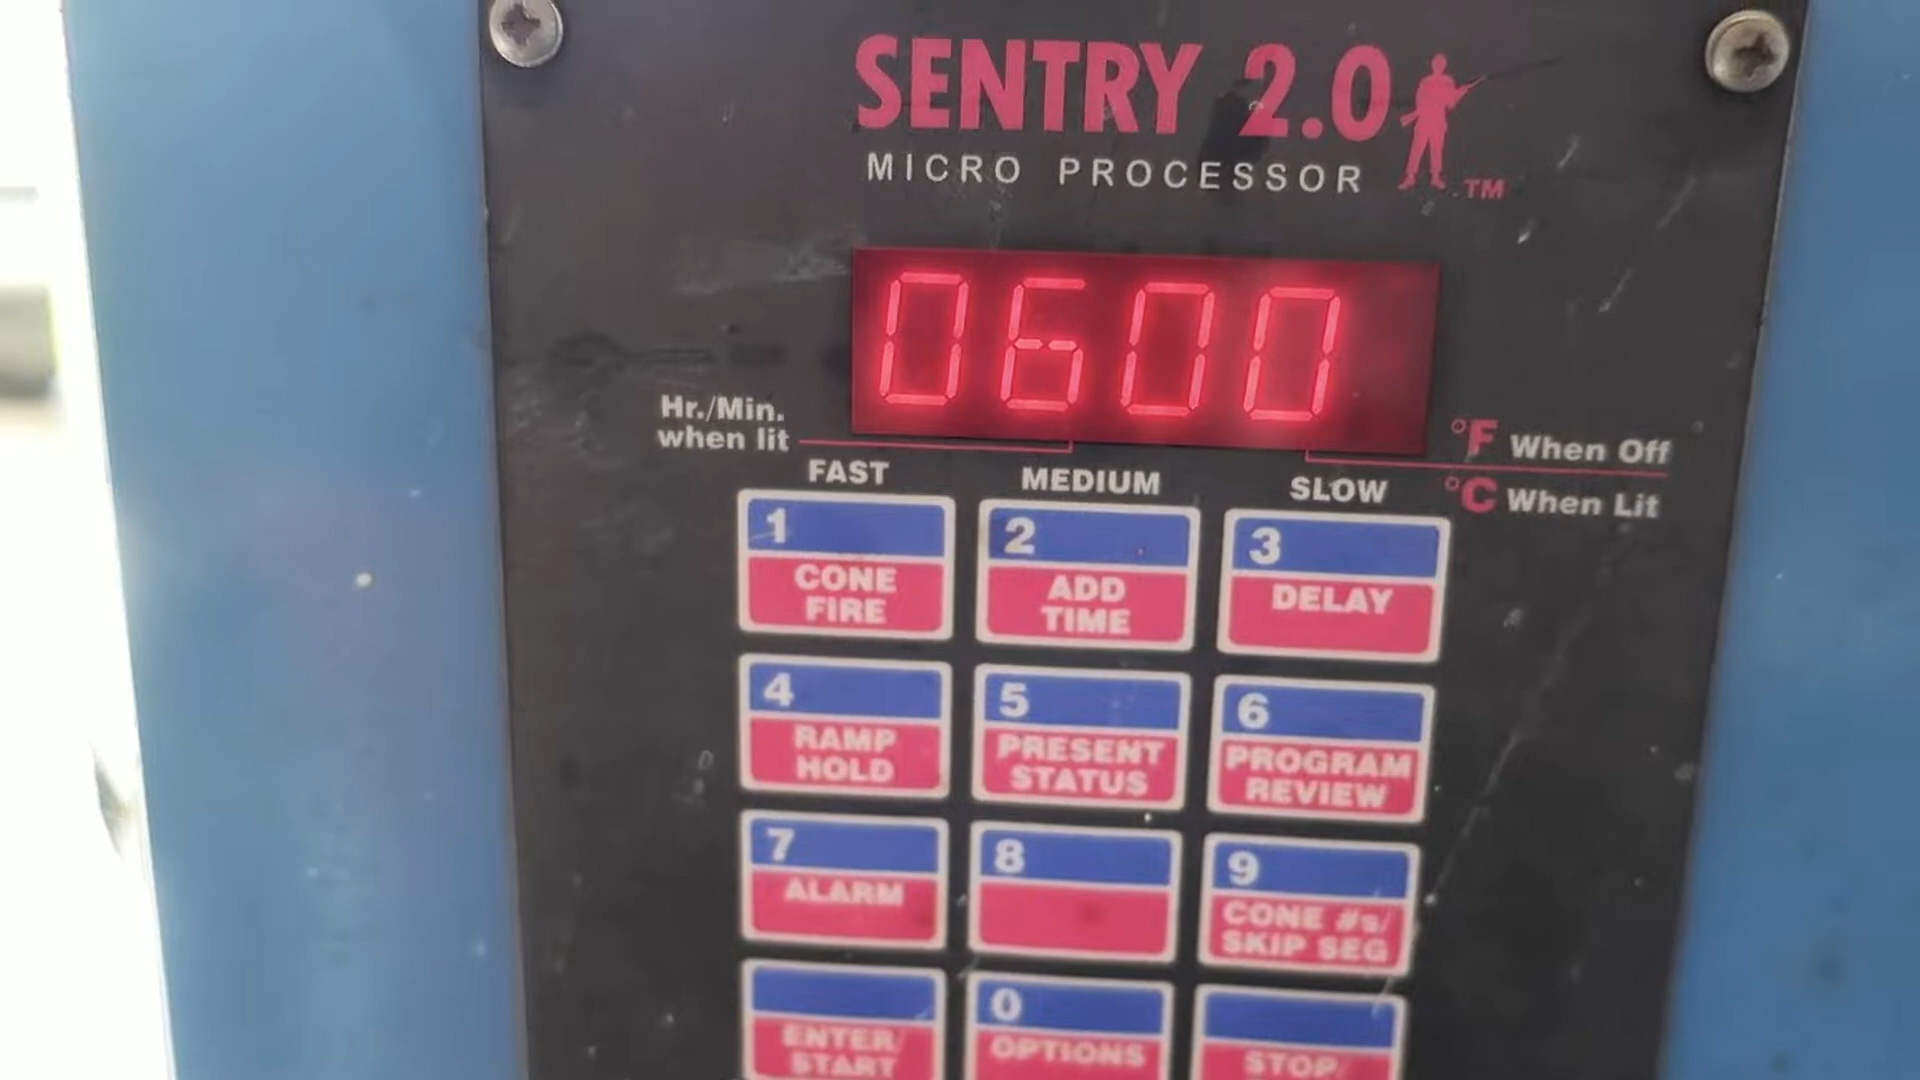 SENTRY 2.0
TM
MICRO PROCESSOR
0600
Hr./Min.
when lit
°F When Off
°C When Lit
FAST MEDIUM SLOW
1 2 3
CONE
FIRE
ADD
TIME
DELAY
4 5 6
RAMP
HOLD
PRESENT
STATUS
PROGRAM
REVIEW
7 8 9
ALARM
CONE #s/
SKIP SEG
0
ENTER/
START
OPTIONS
STOP/